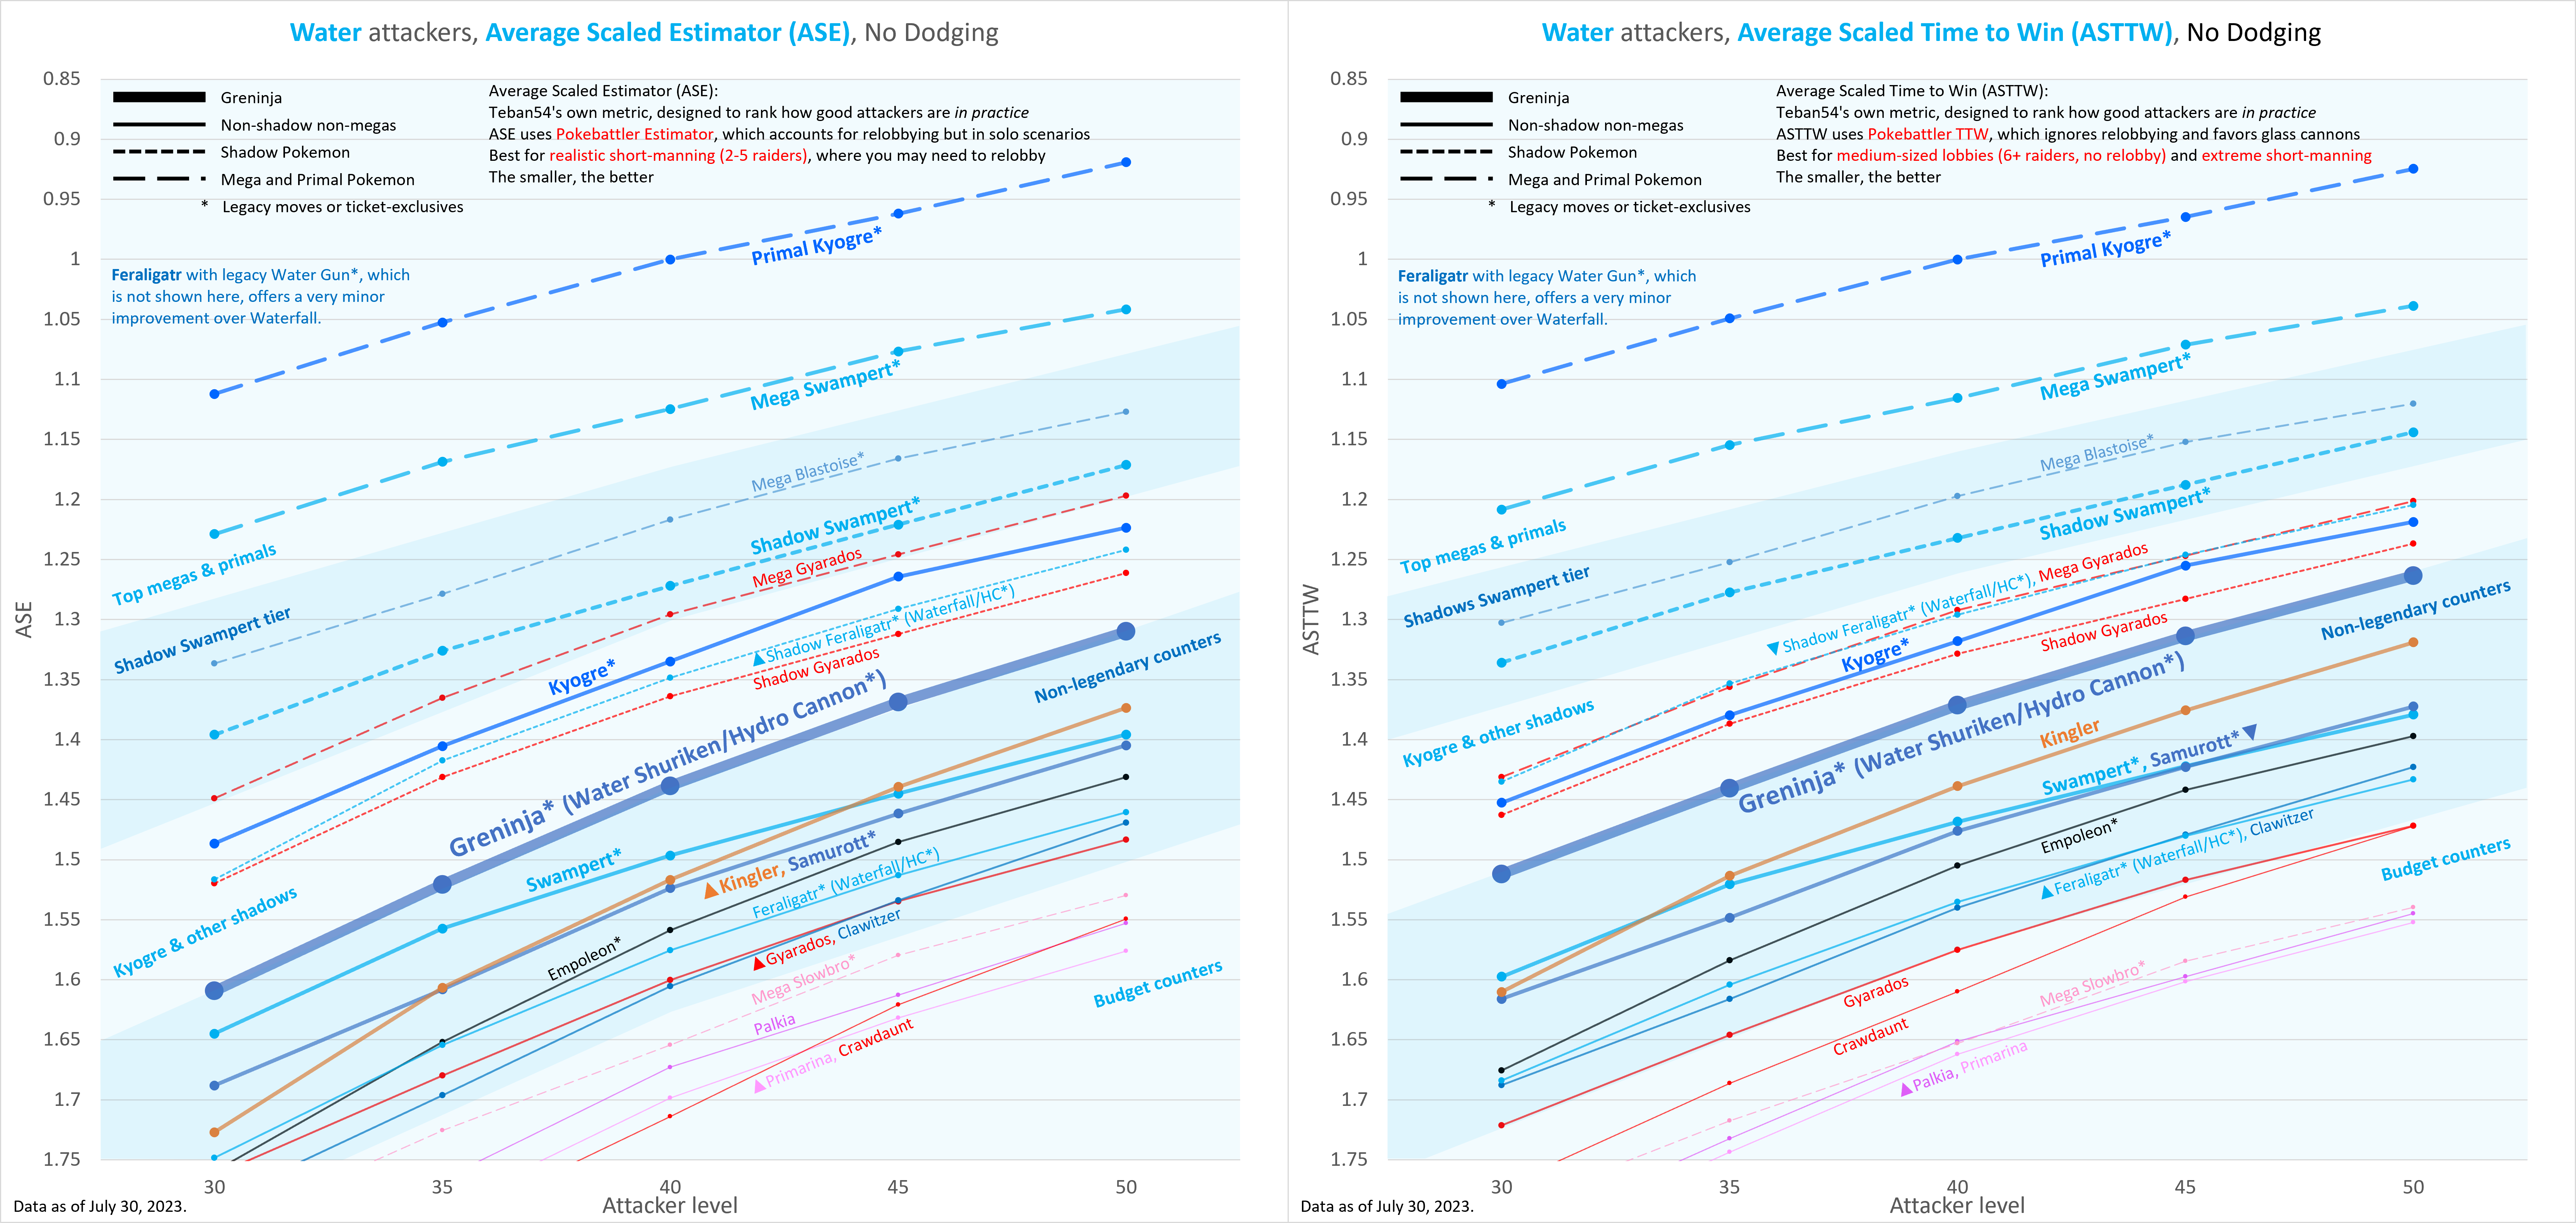 Water attackers, Average Scaled Estimator (ASE), No Dodging
0.85
0.9
0.95
1
1.05
1.1
1.15
1.2
1.25
1.3
1.35
1.4
1.45
1.5
1.55
1.6
1.65
1.7
1.75
ASE
Greninja
Non-shadow non-megas
Shadow Pokemon
Mega and Primal Pokemon
* Legacy moves or ticket-exclusives
Average Scaled Estimator (ASE):
Teban54's own metric, designed to rank how good attackers are in practice
ASE uses Pokebattler Estimator, which accounts for relobbying but in solo scenarios
Best for realistic short-manning (2-5 raiders), where you may need to relobby
The smaller, the better
Feraligatr with legacy Water Gun*, which
is not shown here, offers a very minor
improvement over Waterfall.
Primal Kyogre*
Mega Swampert*
Mega Blastoise*
Shadow Swampert*
Mega Gyarados
Top megas & primals
Shadow Swampert tier
▲Shadow Feraligatr* (Waterfall/HC*)
Shadow Gyarados
Kyogre*
Greninja* (Water Shuriken/Hydro Cannon*)
Non-legendary counters
Swampert*
▲Kingler, Samurott*
Feraligatr* (Waterfall/HC*)
Kyogre & other shadows
Empoleon*
▲Gyarados, Clawitzer
Mega Slowbro*
Palkia
▲Primarina, Crawdaunt
Budget counters
30
35
40
45
50
Attacker level
Data as of July 30, 2023.
Water attackers, Average Scaled Time to Win (ASTTW), No Dodging
0.85
0.9
0.95
1
1.05
1.1
1.15
1.2
1.25
1.3
1.35
1.4
1.45
1.5
1.55
1.6
1.65
1.7
1.75
ASTTW
Greninja
Non-shadow non-megas
Shadow Pokemon
Mega and Primal Pokemon
* Legacy moves or ticket-exclusives
Average Scaled Time to Win (ASTTW):
Teban54's own metric, designed to rank how good attackers are in practice
ASTTW uses Pokebattler TTW, which ignores relobbying and favors glass cannons
Best for medium-sized lobbies (6+ raiders, no relobby) and extreme short-manning
The smaller, the better
Feraligatr with legacy Water Gun*, which
is not shown here, offers a very minor
improvement over Waterfall.
Primal Kyogre*
Mega Swampert*
Mega Blastoise*
Shadow Swampert*
Top megas & primals
Shadows Swampert tier
▼Shadow Feraligatr* (Waterfall/HC*), Mega Gyarados
Kyogre*
Shadow Gyarados
Non-legendary counters
Greninja* (Water Shuriken/Hydro Cannon*)
Kyogre & other shadows
Kingler
Swampert*, Samurott*▼
Empoleon*
▲Feraligatr* (Waterfall/HC*), Clawitzer
Budget counters
Gyarados
Crawdaunt
Mega Slowbro*
▲Palkia, Primarina
30
35
40
45
50
Attacker level
Data as of July 30, 2023.